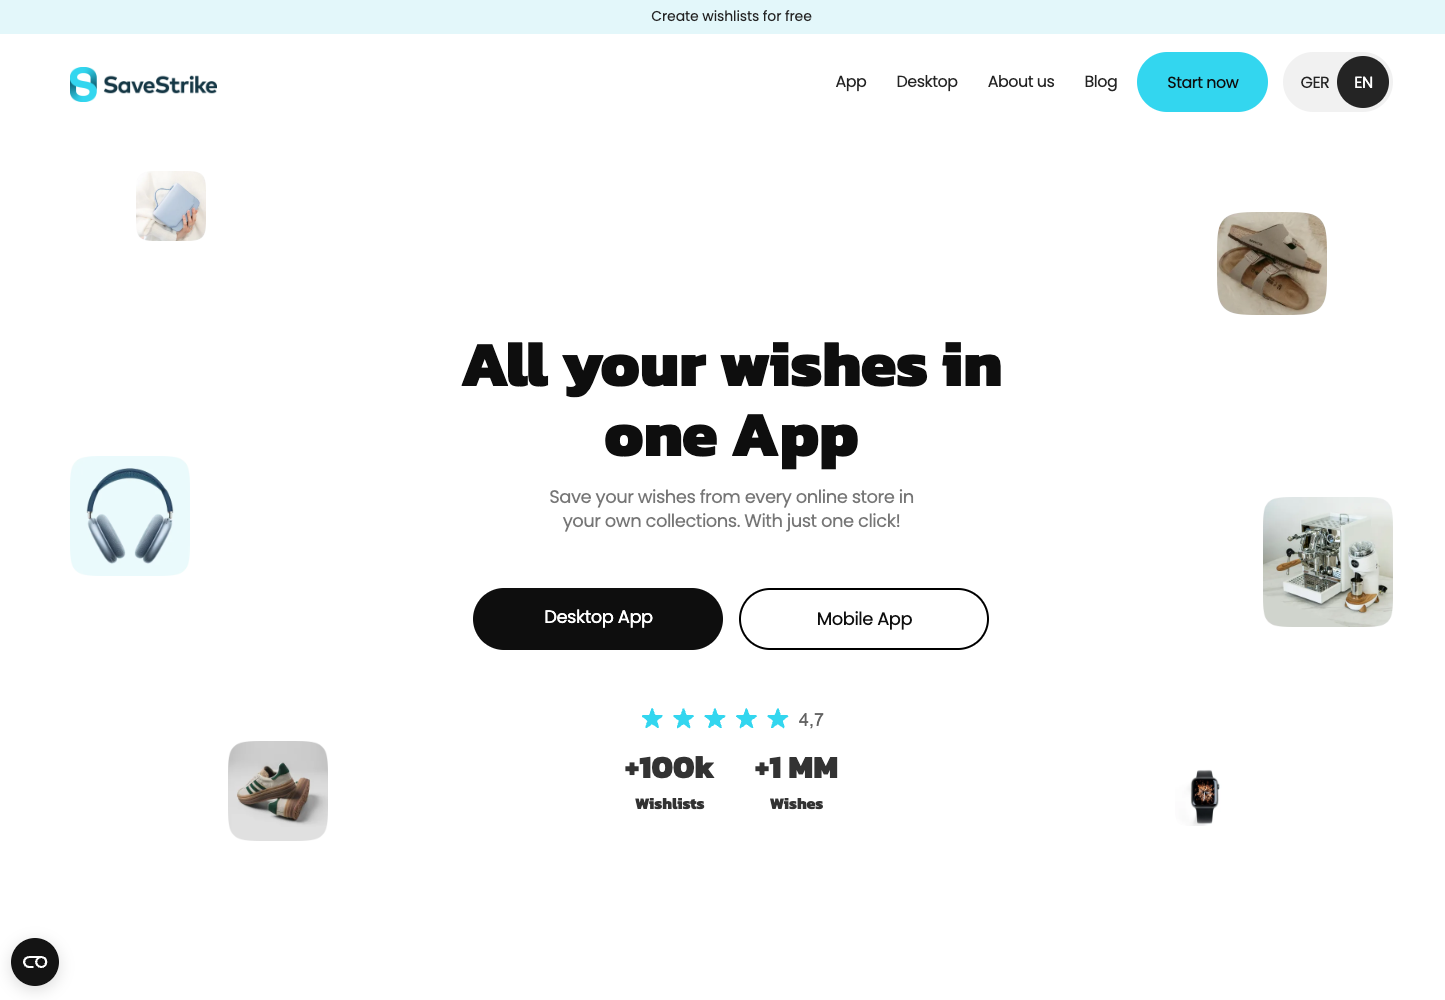 Create wishlists for free
SaveStrike
App
Desktop
About us
Blog
Start now
GER
EN
All your wishes in
one App
Save your wishes from every online store in
your own collections. With just one click!
Desktop App
Mobile App
4,7
+100k
+1 MM
Wishlists
Wishes